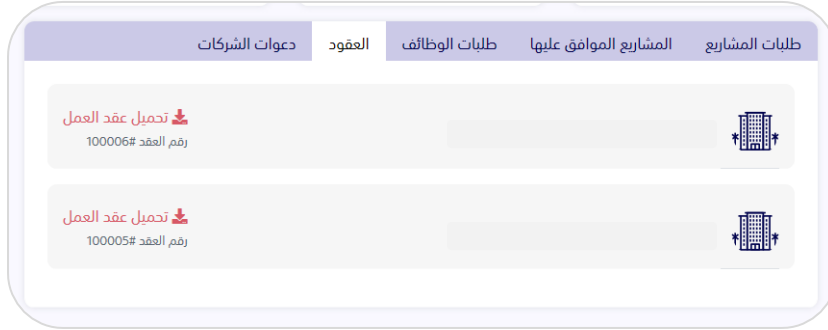 طلبات المشاريع المشاريع الموافق عليها طلبات الوظائف العقود دعوات الشركات
تحميل عقد العمل
رقم العقد #100006
تحميل عقد العمل
رقم العقد #100005